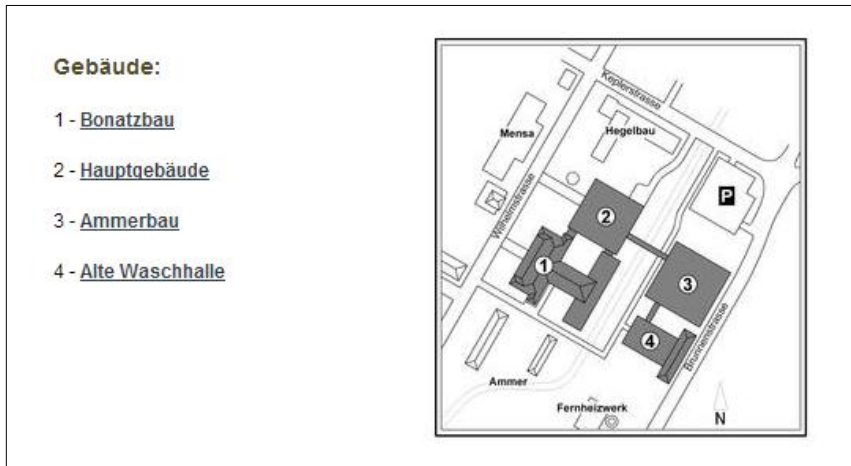 Gebäude:
1 - Bonatzbau
2 - Hauptgebäude
3 - Ammerbau
4 - Alte Waschhalle
Keplerstrasse
Mensa
Hegelbau
P
Wilhelmstrasse
2
1
3
4
Brunnenstrasse
Ammer
Fernheizwerk
N